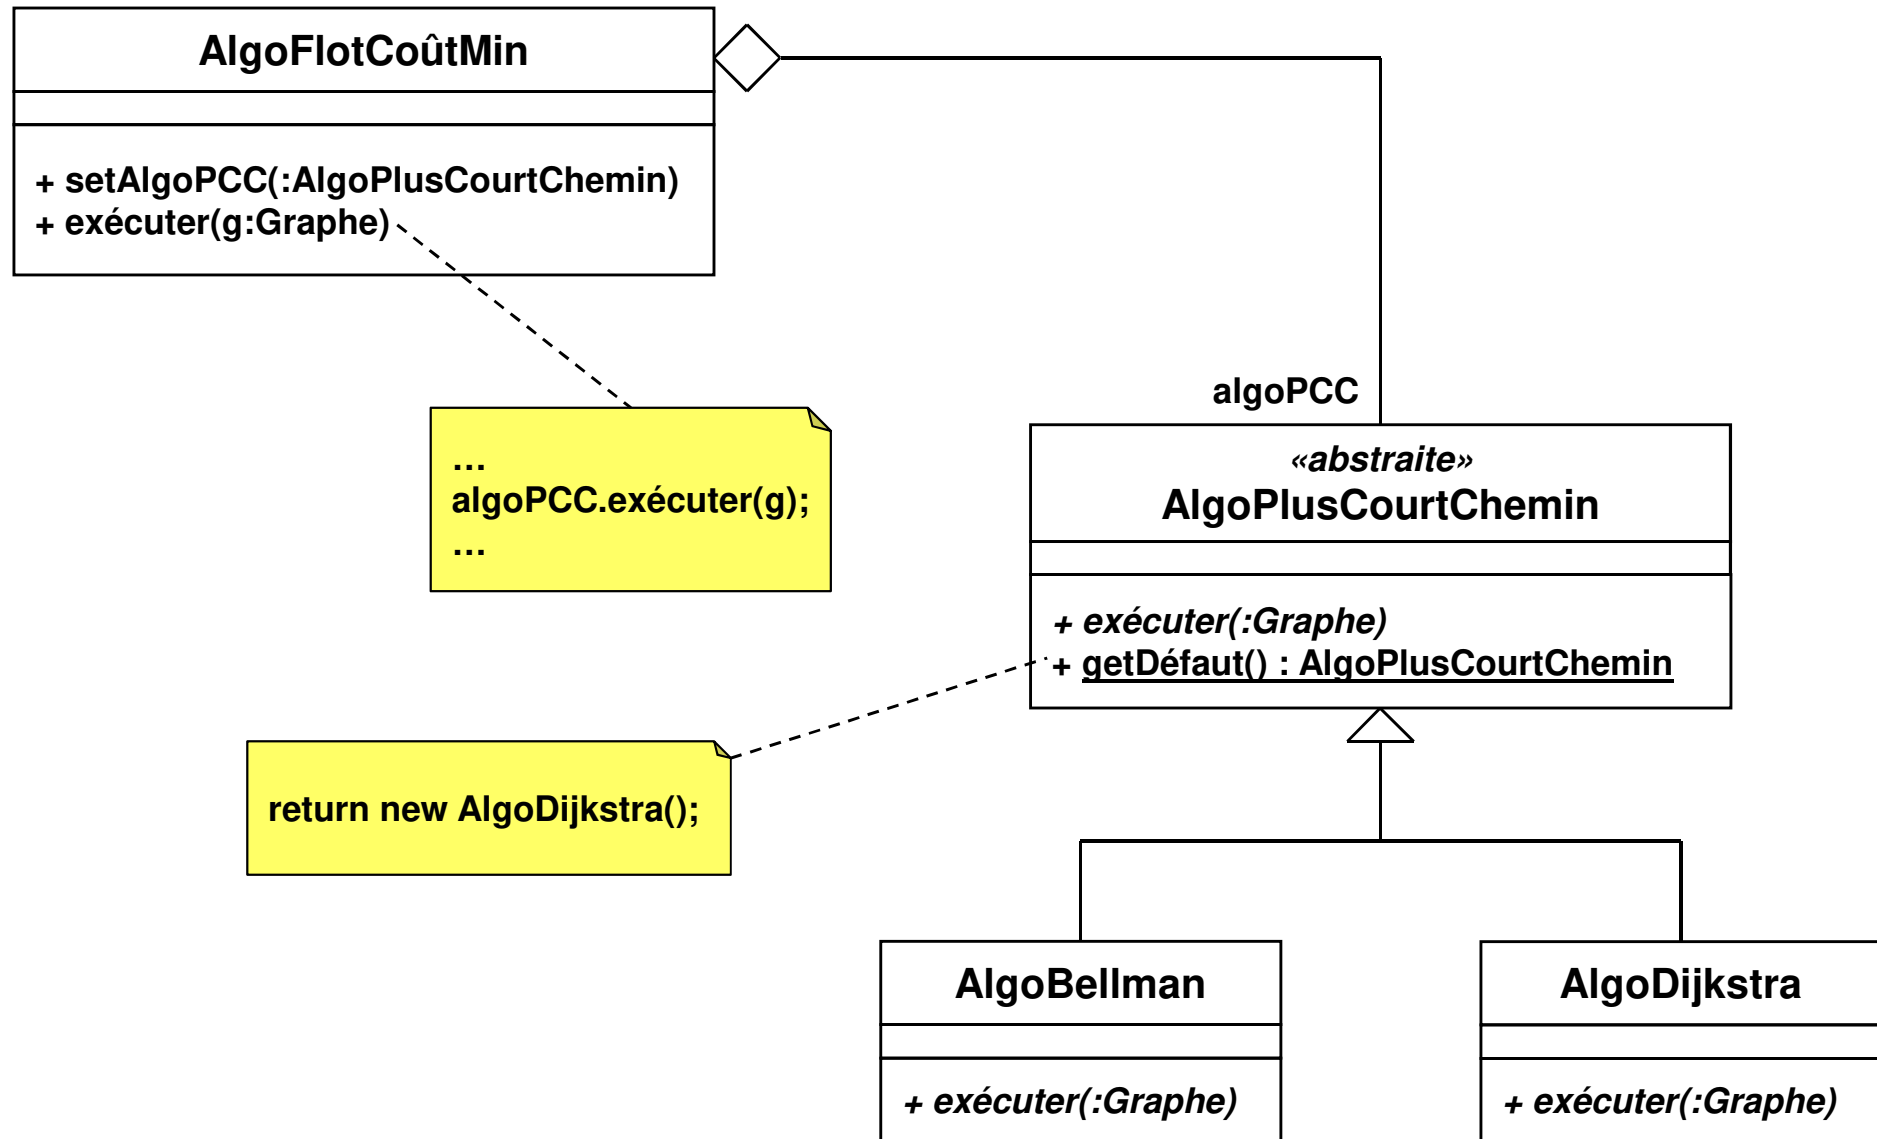 AlgoFlotCoûtMin
+ setAlgoPCC(:AlgoPlusCourtChemin)
+ exécuter(g:Graphe)
…
algoPCC.exécuter(g);
…
algoPCC
«abstraite»
AlgoPlusCourtChemin
+ exécuter(:Graphe)
+ getDéfaut() : AlgoPlusCourtChemin
return new AlgoDijkstra();
AlgoBellman
+ exécuter(:Graphe)
AlgoDijkstra
+ exécuter(:Graphe)